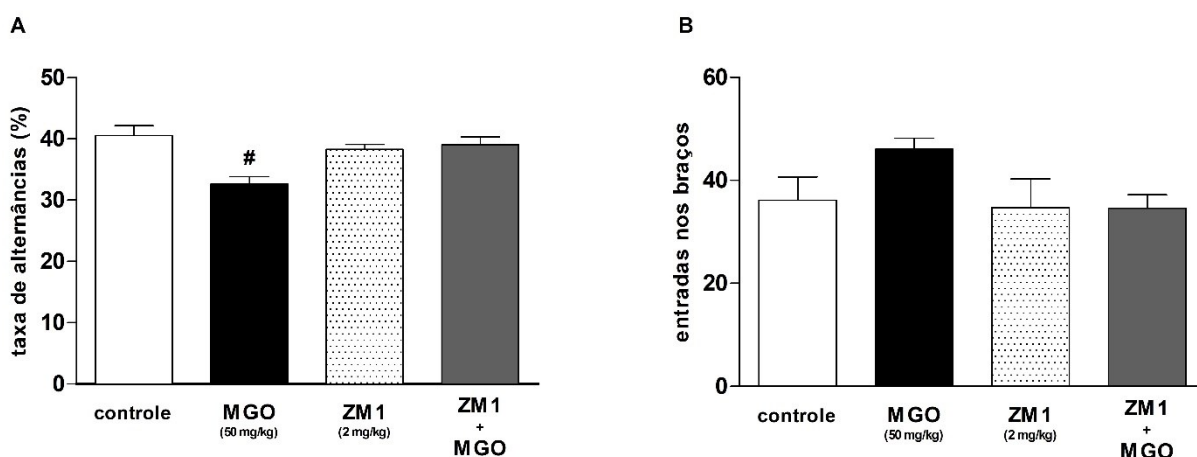 A
taxa de alternâncias (%)
50
40
30
20
10
0
#
controle
MGO
(50 mg/kg)
ZM1
(2 mg/kg)
ZM1
+
MGO
B
entradas nos braços
60
40
20
0
controle
MGO
(50 mg/kg)
ZM1
(2 mg/kg)
ZM1
+
MGO